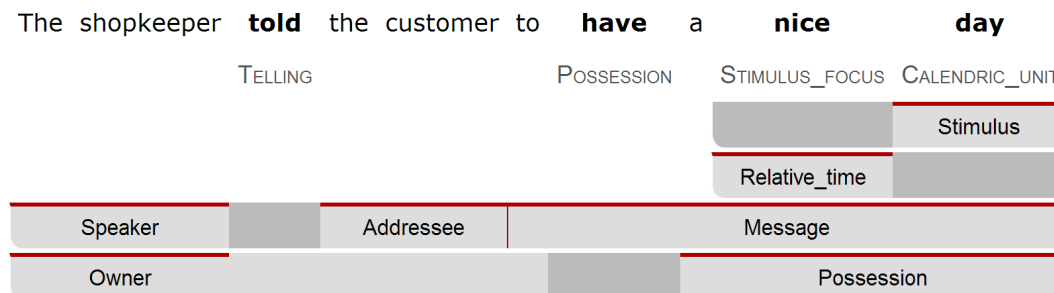 The shopkeeper told the customer to have a nice day
TELLING POSSESSION STIMULUS_FOCUS CALENDRIC_UNIT
Stimulus
Relative_time
Speaker Addressee Message
Owner Possession